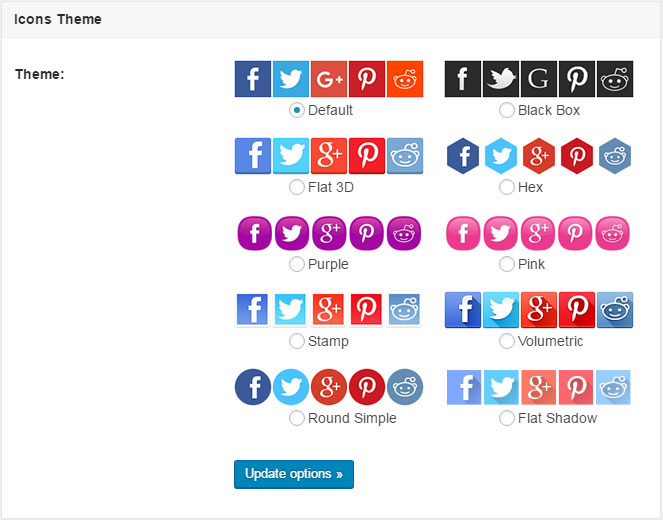 Icons Theme
Theme:
Default
Black Box
Flat 3D
Hex
Purple
Pink
Stamp
Volumetric
Round Simple
Flat Shadow
Update options »